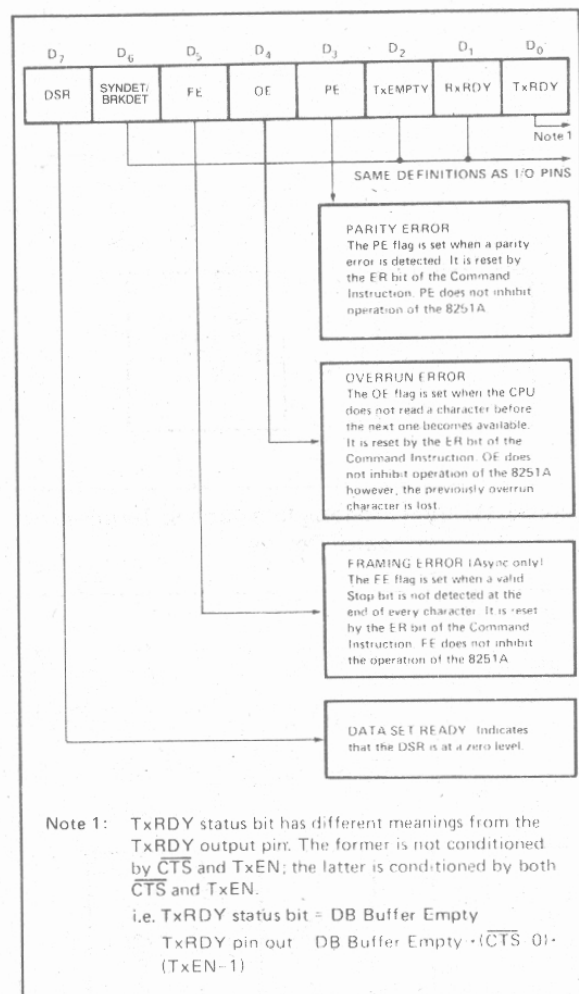 D7 D6 D5 D4 D3 D2 D1 D0
DSR SYNDET/ BRKDET FE OE PE TxEMPTY RxRDY TxRDY
Note 1
SAME DEFINITIONS AS I/O PINS
PARITY ERROR
The PE flag is set when a parity
error is detected. It is reset by
the ER bit of the Command
Instruction. PE does not inhibit
operation of the 8251A
OVERRUN ERROR
The OE flag is set when the CPU
does not read a character before
the next one becomes available.
It is reset by the ER bit of the
Command Instruction. OE does
not inhibit operation of the 8251A
however, the previously overrun
character is lost.
FRAMING ERROR (Async only)
The FE flag is set when a valid
Stop bit is not detected at the
end of every character. It is reset
by the ER bit of the Command
Instruction. FE does not inhibit
the operation of the 8251A
DATA SET READY Indicates
that the DSR is at a zero level.
Note 1: TxRDY status bit has different meanings from the
TxRDY output pin. The former is not conditioned
by C̅T̅S̅ and TxEN; the latter is conditioned by both
C̅T̅S̅ and TxEN.
i.e. TxRDY status bit = DB Buffer Empty
TxRDY pin out DB Buffer Empty ·(C̅T̅S̅ 0)·
(TxEN-1)